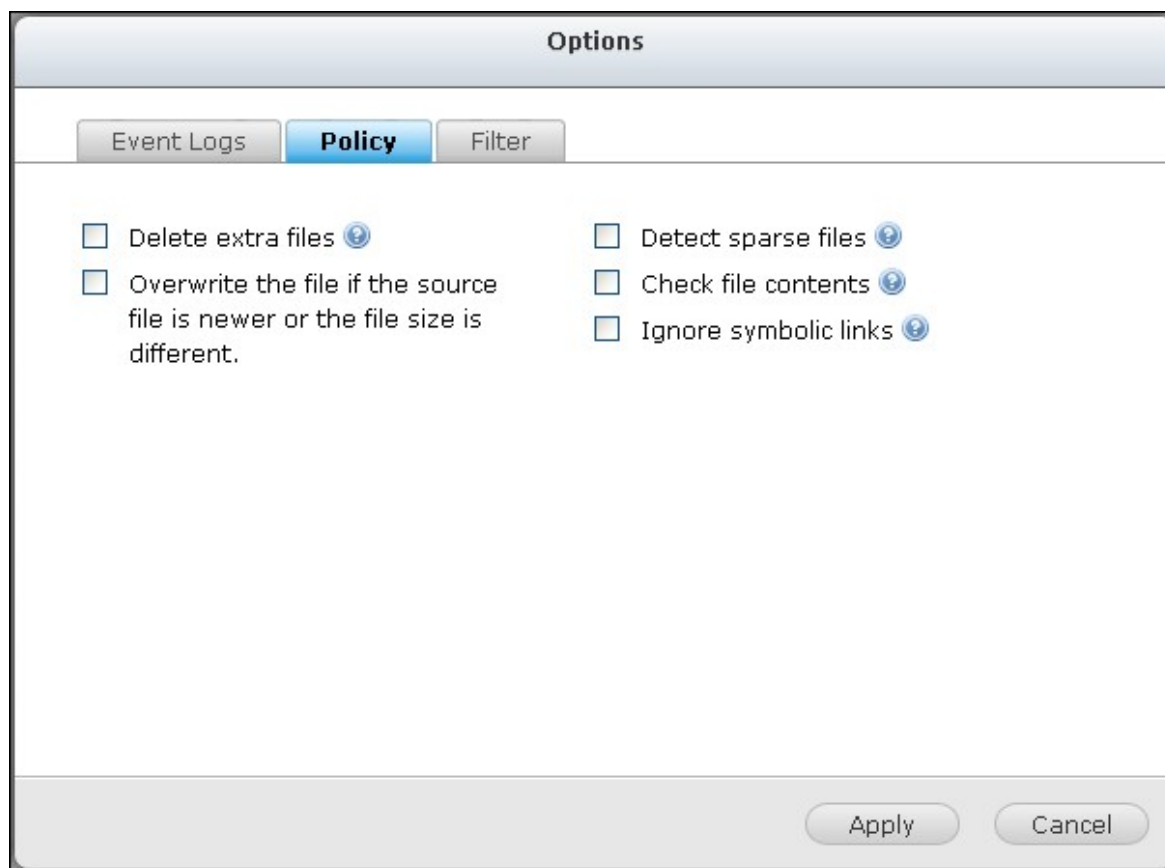 Options
Event Logs
Policy
Filter
Delete extra files
Overwrite the file if the source
file is newer or the file size is
different.
Detect sparse files
Check file contents
Ignore symbolic links
Apply
Cancel